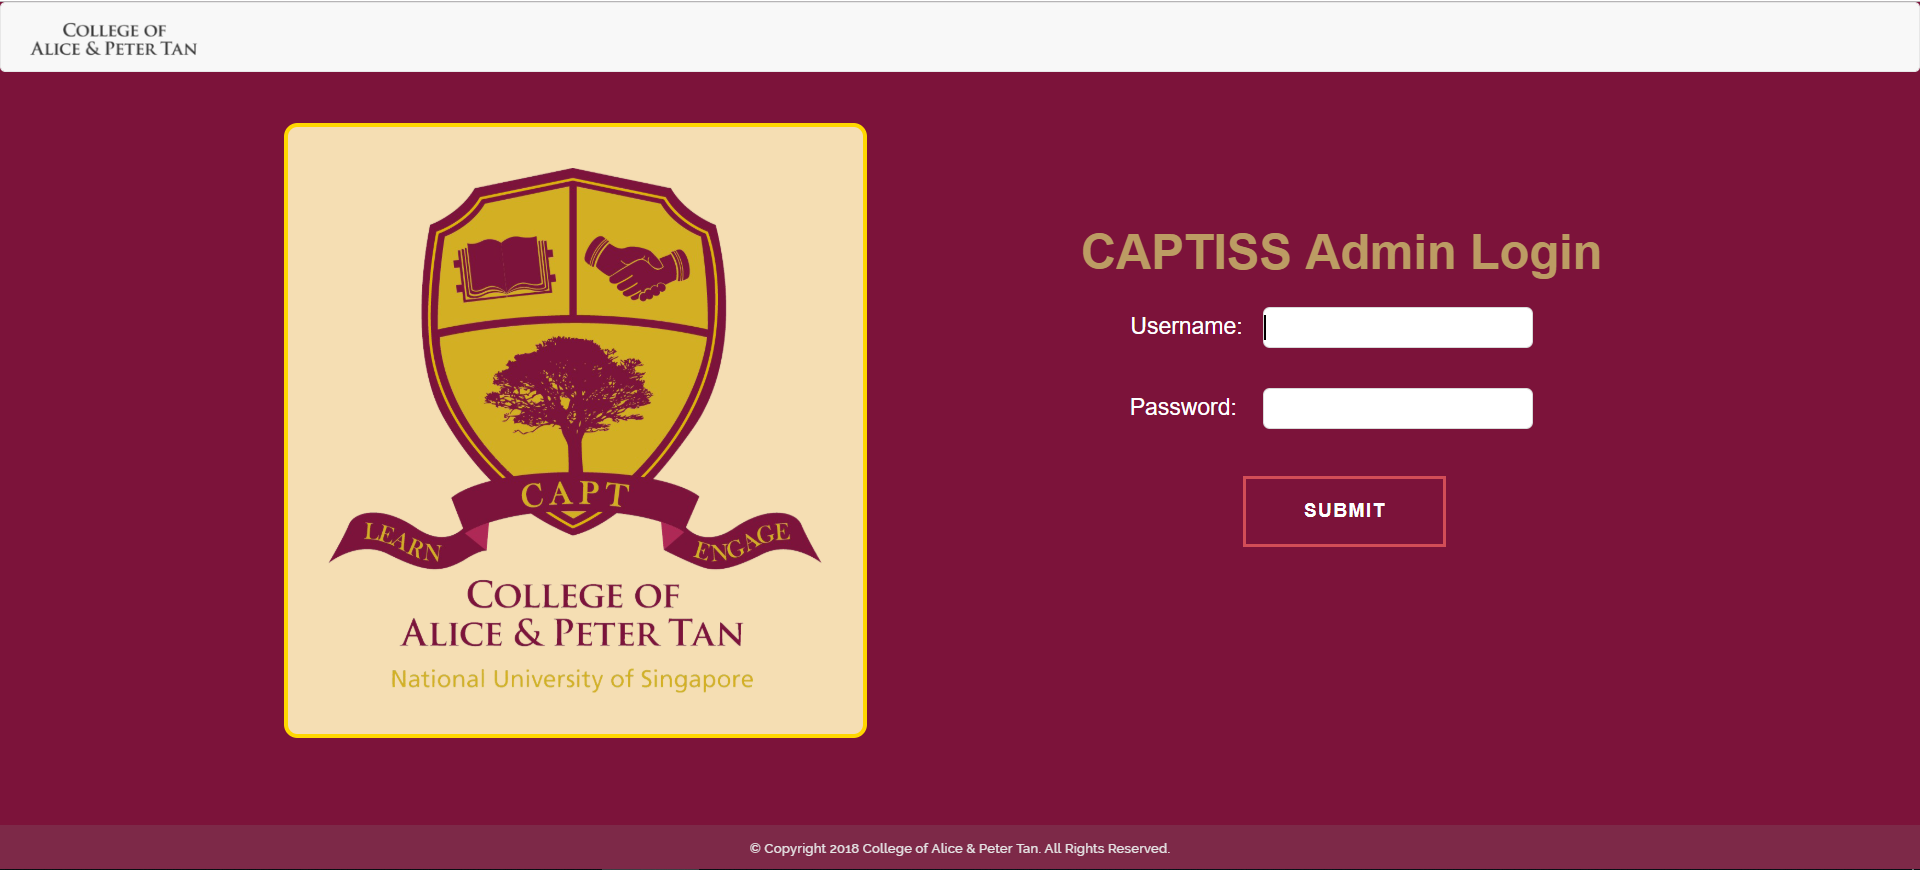 COLLEGE OF
ALICE & PETER TAN
CAPT
LEARN
ENGAGE
COLLEGE OF
ALICE & PETER TAN
National University of Singapore
CAPTISS Admin Login
Username:
Password:
SUBMIT
© Copyright 2018 College of Alice & Peter Tan. All Rights Reserved.